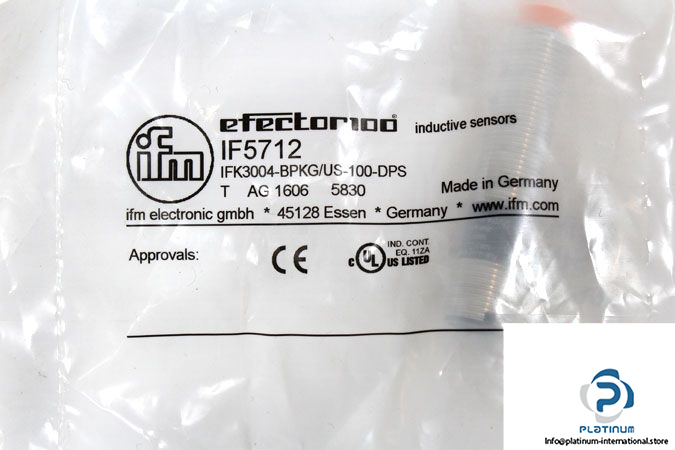 ifm
efector100 inductive sensors
IF5712
IFK3004-BPKG/US-100-DPS
T AG 1606 5830 Made in Germany
ifm electronic gmbh * 45128 Essen * Germany * www.ifm.com
Approvals: CE c UL US LISTED
IND. CONT.
EQ. 11ZA
PLATINUM
Info@platinum-international.store